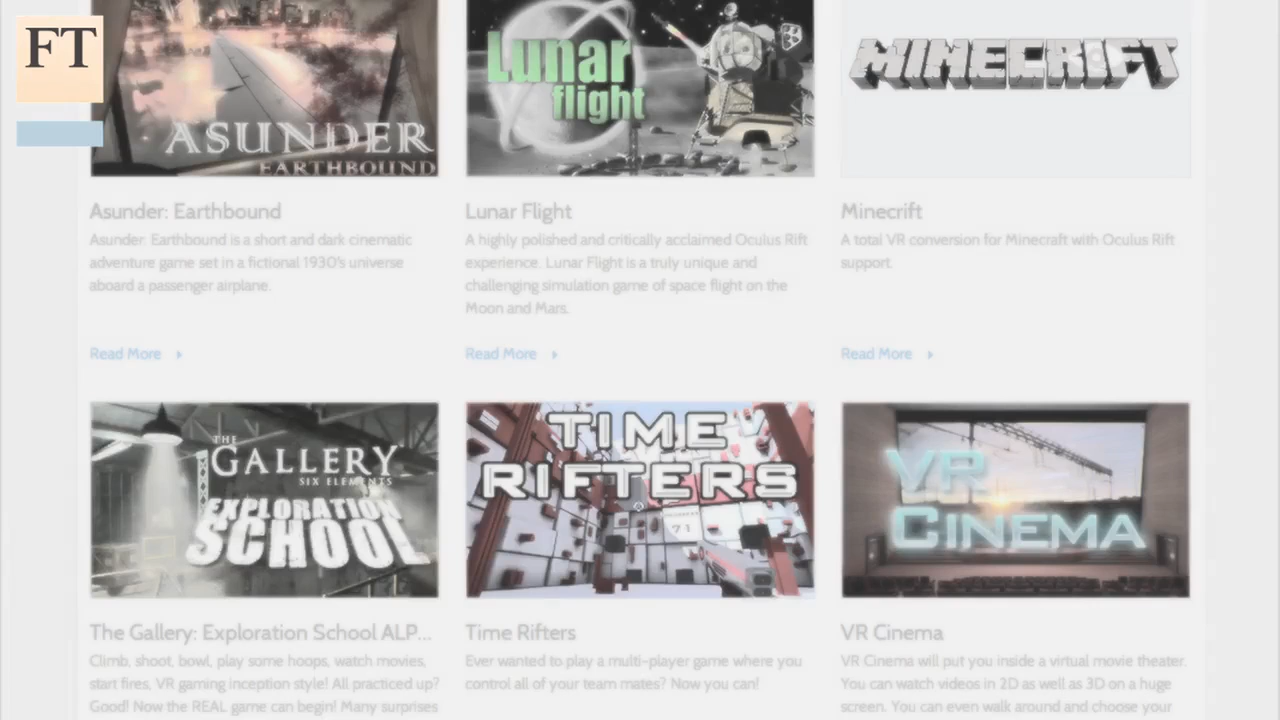 FT
ASUNDER
EARTHBOUND
Lunar
flight
MINECRIFT
Asunder: Earthbound
Asunder: Earthbound is a short and dark cinematic
adventure game set in a fictional 1930's universe
aboard a passenger airplane.
Read More
Lunar Flight
A highly polished and critically acclaimed Oculus Rift
experience. Lunar Flight is a truly unique and
challenging simulation game of space flight on the
Moon and Mars.
Read More
Minecrift
A total VR conversion for Minecraft with Oculus Rift
support.
Read More
THE
GALLERY
SIX ELEMENTS
EXPLORATION
SCHOOL
TIME
RIFTERS
71
VR
CINEMA
The Gallery: Exploration School ALP...
Climb, shoot, bowl, play some hoops, watch movies,
start fires, VR gaming inception style! All practiced up?
Good! Now the REAL game can begin! Many surprises
Time Rifters
Ever wanted to play a multi-player game where you
control all of your team mates? Now you can!
VR Cinema
VR Cinema will put you inside a virtual movie theater.
You can watch videos in 2D as well as 3D on a huge
screen. You can even walk around and choose your